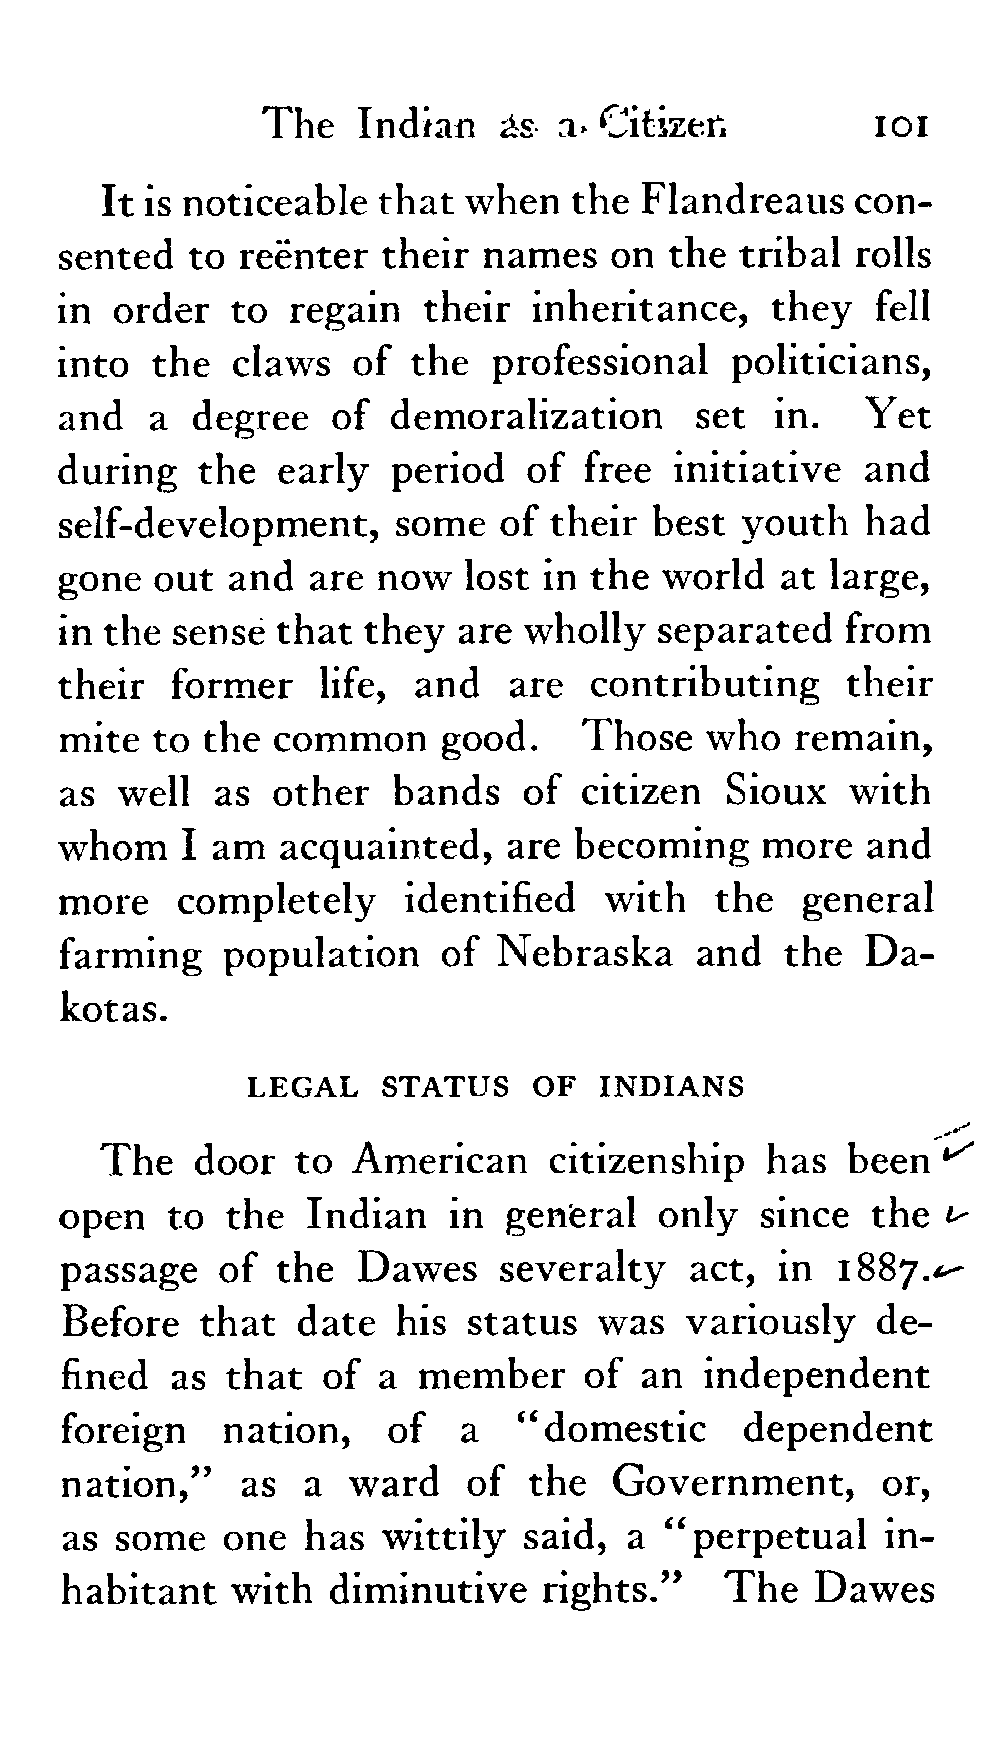 The Indian as a Citizen 101
It is noticeable that when the Flandreaus con-
sented to reënter their names on the tribal rolls
in order to regain their inheritance, they fell
into the claws of the professional politicians,
and a degree of demoralization set in. Yet
during the early period of free initiative and
self-development, some of their best youth had
gone out and are now lost in the world at large,
in the sense that they are wholly separated from
their former life, and are contributing their
mite to the common good. Those who remain,
as well as other bands of citizen Sioux with
whom I am acquainted, are becoming more and
more completely identified with the general
farming population of Nebraska and the Da-
kotas.
LEGAL STATUS OF INDIANS
The door to American citizenship has been
open to the Indian in general only since the
passage of the Dawes severalty act, in 1887.
Before that date his status was variously de-
fined as that of a member of an independent
foreign nation, of a “domestic dependent
nation,” as a ward of the Government, or,
as some one has wittily said, a “perpetual in-
habitant with diminutive rights.” The Dawes